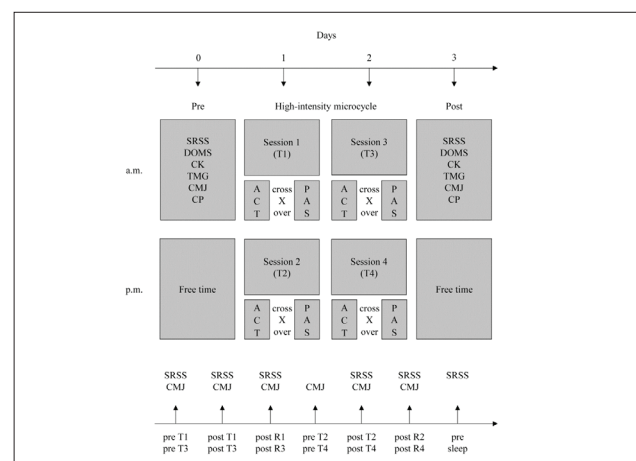 Days
0 1 2 3
Pre High-intensity microcycle Post
a.m.
SRSS
DOMS
CK
TMG
CMJ
CP
Session 1
(T1)
Session 3
(T3)
SRSS
DOMS
CK
TMG
CMJ
CP
A
C
T
cross
X
over
P
A
S
A
C
T
cross
X
over
P
A
S
p.m.
Free time
Session 2
(T2)
Session 4
(T4)
Free time
A
C
T
cross
X
over
P
A
S
A
C
T
cross
X
over
P
A
S
SRSS SRSS SRSS SRSS SRSS SRSS
CMJ CMJ CMJ CMJ CMJ CMJ
pre T1 post T1 post R1 pre T2 post T2 post R2 pre
pre T3 post T3 post R3 pre T4 post T4 post R4 sleep